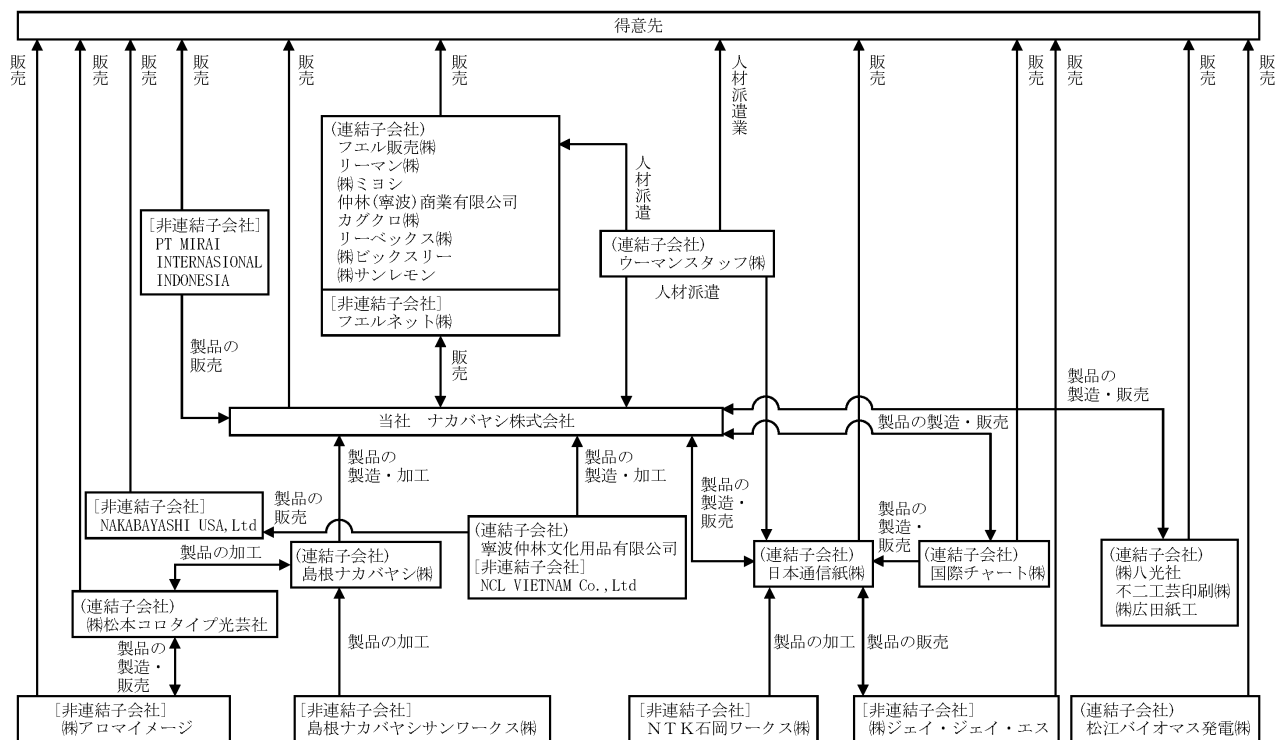 得意先
販売
販売
販売
販売
販売
販売
人材派遣業
販売
販売
販売
販売
販売
(連結子会社)
フエル販売㈱
リーマン㈱
㈱ミヨシ
仲林(寧波)商業有限公司
カグクロ㈱
リーベックス㈱
㈱ビックスリー
㈱サンレモン
[非連結子会社]
フエルネット㈱
人材派遣
[非連結子会社]
PT MIRAI
INTERNASIONAL
INDONESIA
(連結子会社)
ウーマンスタッフ㈱
人材派遣
製品の
販売
販売
製品の
製造・販売
当社　ナカバヤシ株式会社
製品の製造・販売
製品の
製造・加工
製品の
製造・加工
製品の
製造・
販売
製品の
製造・
販売
[非連結子会社]
NAKABAYASHI USA,Ltd
製品の
販売
(連結子会社)
寧波仲林文化用品有限公司
[非連結子会社]
NCL VIETNAM Co.,Ltd
製品の加工
(連結子会社)
島根ナカバヤシ㈱
(連結子会社)
日本通信紙㈱
(連結子会社)
国際チャート㈱
(連結子会社)
㈱八光社
不二工芸印刷㈱
㈱広田紙工
(連結子会社)
㈱松本コロタイプ光芸社
製品の
製造・
販売
製品の加工
製品の加工
製品の販売
[非連結子会社]
㈱アロマイメージ
[非連結子会社]
島根ナカバヤシサンワークス㈱
[非連結子会社]
ＮＴＫ石岡ワークス㈱
[非連結子会社]
㈱ジェイ・ジェイ・エス
(連結子会社)
松江バイオマス発電㈱